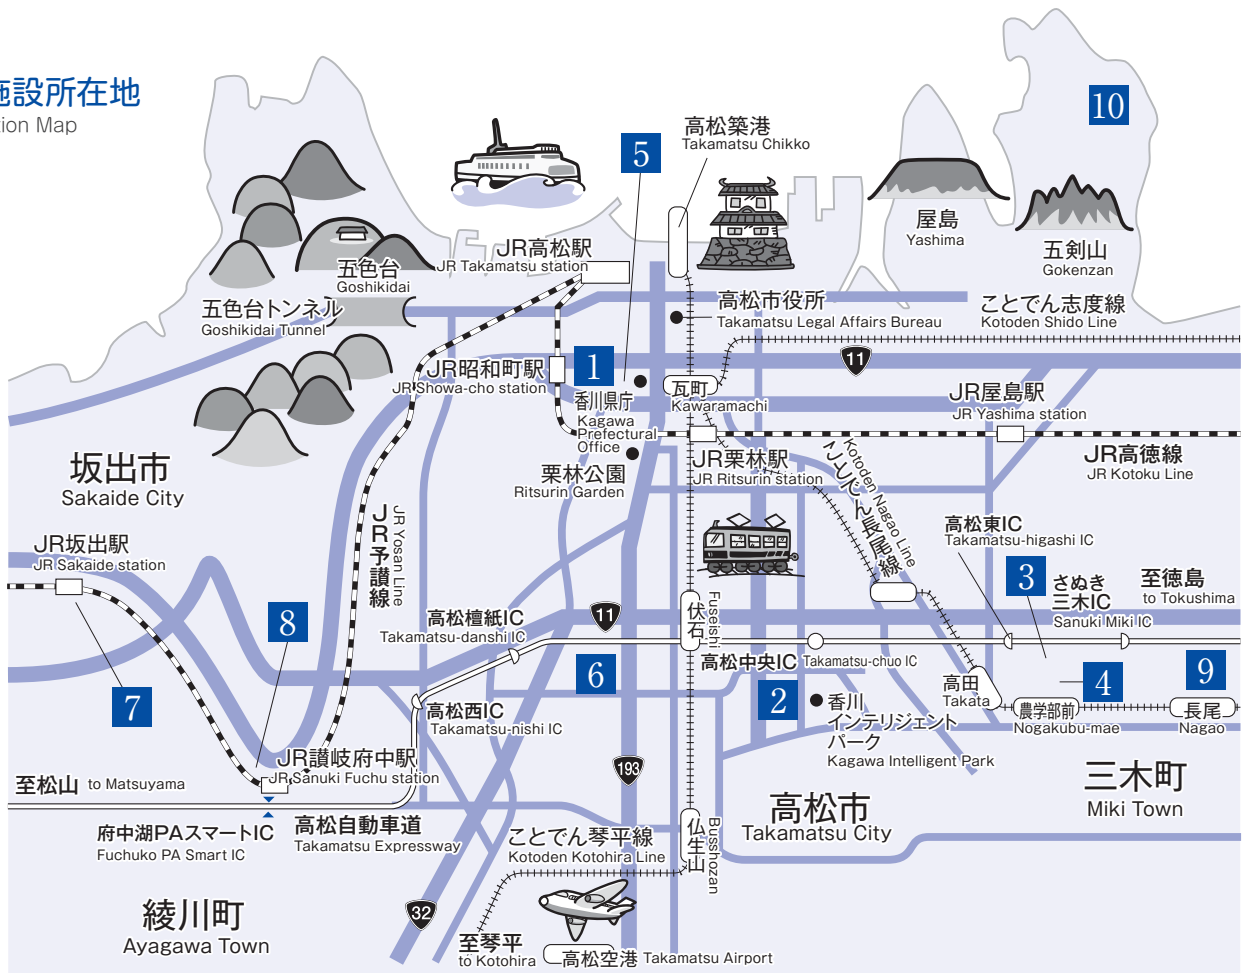 施設所在地
tion Map
10
5
高松築港
Takamatsu Chikko
屋島
Yashima
五剣山
Gokenzan
JR高松駅
JR Takamatsu station
五色台
Goshikidai
五色台トンネル
Goshikidai Tunnel
高松市役所
Takamatsu Legal Affairs Bureau
ことでん志度線
Kotoden Shido Line
11
JR昭和町駅
JR Showa-cho station
1
香川県庁
Kagawa
Prefectural
Office
瓦町
Kawaramachi
JR屋島駅
JR Yashima station
栗林公園
Ritsurin Garden
JR栗林駅
JR Ritsurin station
JR高徳線
JR Kotoku Line
坂出市
Sakaide City
JR予讃線
JR Yosan Line
ことでん長尾線
Kotoden Nagao Line
高松東IC
Takamatsu-higashi IC
JR坂出駅
JR Sakaide station
3
さぬき
三木IC
Sanuki Miki IC
至徳島
to Tokushima
8
高松檀紙IC
Takamatsu-danshi IC
11
伏石
Fuseishi
6
高松中央IC Takamatsu-chuo IC
7
高松西IC
Takamatsu-nishi IC
2
香川
インテリジェント
パーク
Kagawa Intelligent Park
高田
Takata
4
農学部前
Nogakubu-mae
9
長尾
Nagao
JR讃岐府中駅
JR Sanuki Fuchu station
至松山 to Matsuyama
193
三木町
Miki Town
府中湖PAスマートIC
Fuchuko PA Smart IC
高松自動車道
Takamatsu Expressway
ことでん琴平線
Kotoden Kotohira Line
仏生山
Busshozan
高松市
Takamatsu City
綾川町
Ayagawa Town
32
至琴平
to Kotohira
高松空港 Takamatsu Airport